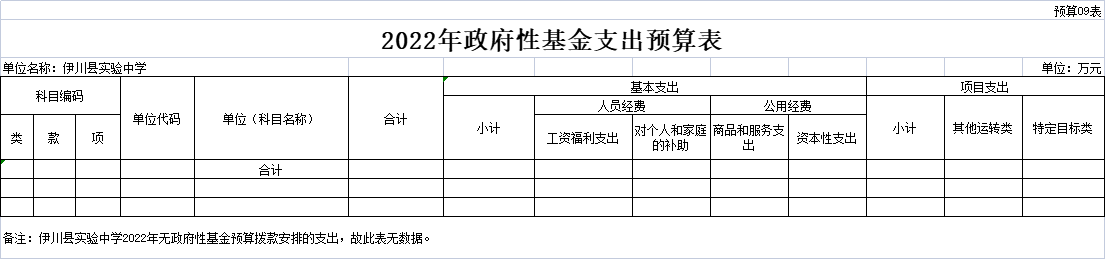 预算09表
2022年政府性基金支出预算表
单位名称：伊川县实验中学 单位：万元
科目编码 单位代码 单位（科目名称） 合计 基本支出 项目支出
小计 人员经费 公用经费 小计 其他运转类 特定目标类
类 款 项 工资福利支出 对个人和家庭的补助 商品和服务支出 资本性支出
合计
备注：伊川县实验中学2022年无政府性基金预算拨款安排的支出，故此表无数据。